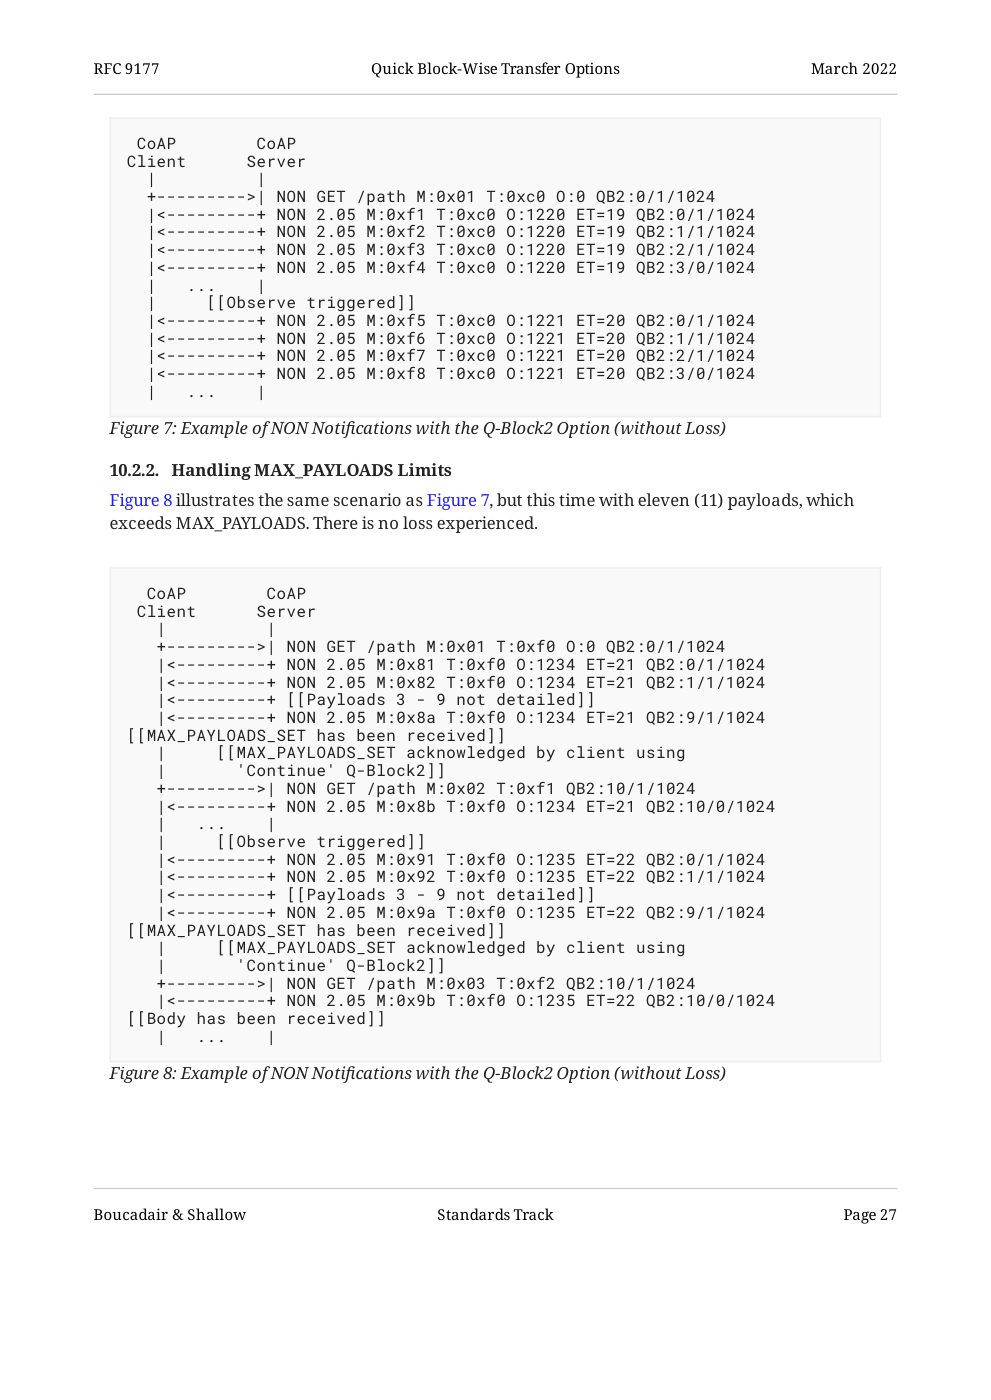 RFC 9177 Quick Block-Wise Transfer Options March 2022
  CoAP        CoAP
 Client      Server
   |          |
   +--------->| NON GET /path M:0x01 T:0xc0 O:0 QB2:0/1/1024
   |<---------+ NON 2.05 M:0xf1 T:0xc0 O:1220 ET=19 QB2:0/1/1024
   |<---------+ NON 2.05 M:0xf2 T:0xc0 O:1220 ET=19 QB2:1/1/1024
   |<---------+ NON 2.05 M:0xf3 T:0xc0 O:1220 ET=19 QB2:2/1/1024
   |<---------+ NON 2.05 M:0xf4 T:0xc0 O:1220 ET=19 QB2:3/0/1024
   |   ...    |
   |     [[Observe triggered]]
   |<---------+ NON 2.05 M:0xf5 T:0xc0 O:1221 ET=20 QB2:0/1/1024
   |<---------+ NON 2.05 M:0xf6 T:0xc0 O:1221 ET=20 QB2:1/1/1024
   |<---------+ NON 2.05 M:0xf7 T:0xc0 O:1221 ET=20 QB2:2/1/1024
   |<---------+ NON 2.05 M:0xf8 T:0xc0 O:1221 ET=20 QB2:3/0/1024
   |   ...    |
Figure 7: Example of NON Notifications with the Q-Block2 Option (without Loss)
10.2.2. Handling MAX_PAYLOADS Limits
Figure 8 illustrates the same scenario as Figure 7, but this time with eleven (11) payloads, which
exceeds MAX_PAYLOADS. There is no loss experienced.
  CoAP        CoAP
 Client      Server
   |          |
   +--------->| NON GET /path M:0x01 T:0xf0 O:0 QB2:0/1/1024
   |<---------+ NON 2.05 M:0x81 T:0xf0 O:1234 ET=21 QB2:0/1/1024
   |<---------+ NON 2.05 M:0x82 T:0xf0 O:1234 ET=21 QB2:1/1/1024
   |<---------+ [[Payloads 3 - 9 not detailed]]
   |<---------+ NON 2.05 M:0x8a T:0xf0 O:1234 ET=21 QB2:9/1/1024
[[MAX_PAYLOADS_SET has been received]]
   |     [[MAX_PAYLOADS_SET acknowledged by client using
   |       'Continue' Q-Block2]]
   +--------->| NON GET /path M:0x02 T:0xf1 QB2:10/1/1024
   |<---------+ NON 2.05 M:0x8b T:0xf0 O:1234 ET=21 QB2:10/0/1024
   |   ...    |
   |     [[Observe triggered]]
   |<---------+ NON 2.05 M:0x91 T:0xf0 O:1235 ET=22 QB2:0/1/1024
   |<---------+ NON 2.05 M:0x92 T:0xf0 O:1235 ET=22 QB2:1/1/1024
   |<---------+ [[Payloads 3 - 9 not detailed]]
   |<---------+ NON 2.05 M:0x9a T:0xf0 O:1235 ET=22 QB2:9/1/1024
[[MAX_PAYLOADS_SET has been received]]
   |     [[MAX_PAYLOADS_SET acknowledged by client using
   |       'Continue' Q-Block2]]
   +--------->| NON GET /path M:0x03 T:0xf2 QB2:10/1/1024
   |<---------+ NON 2.05 M:0x9b T:0xf0 O:1235 ET=22 QB2:10/0/1024
[[Body has been received]]
   |   ...    |
Figure 8: Example of NON Notifications with the Q-Block2 Option (without Loss)
Boucadair & Shallow Standards Track Page 27